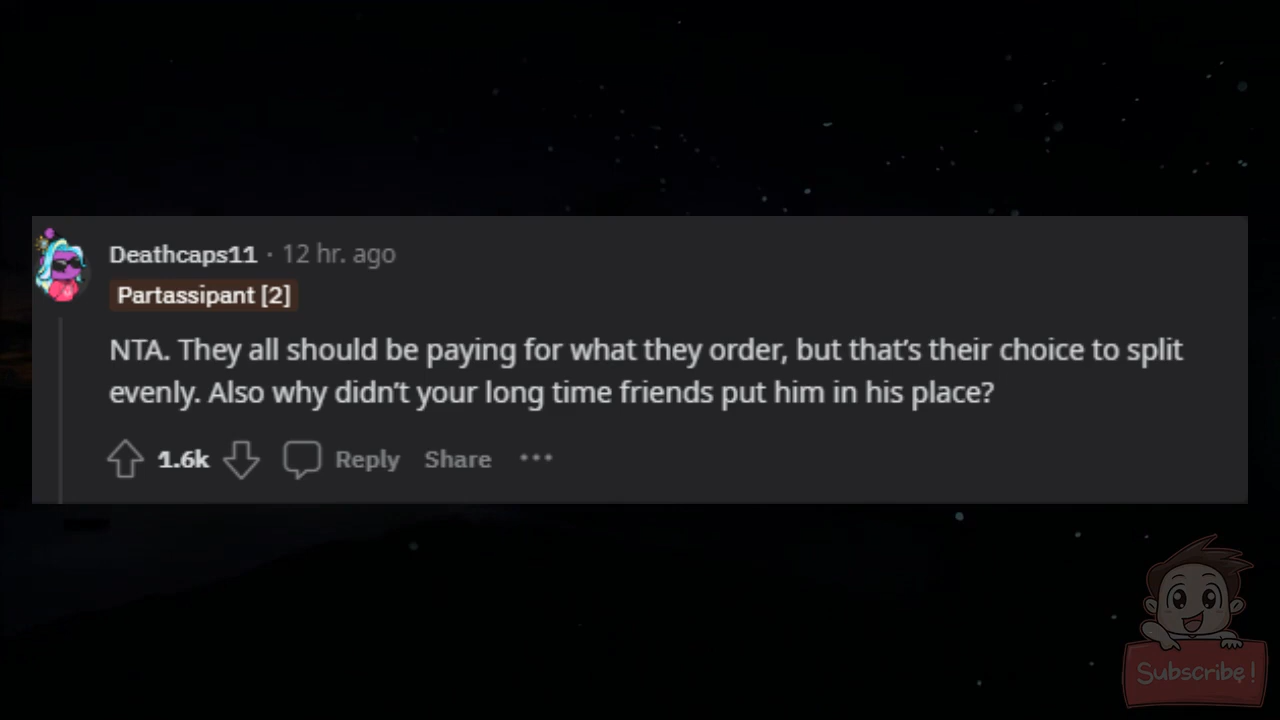 Deathcaps11 · 12 hr. ago
Partassipant [2]
NTA. They all should be paying for what they order, but that’s their choice to split
evenly. Also why didn’t your long time friends put him in his place?
1.6k Reply Share ···
Subscribe!